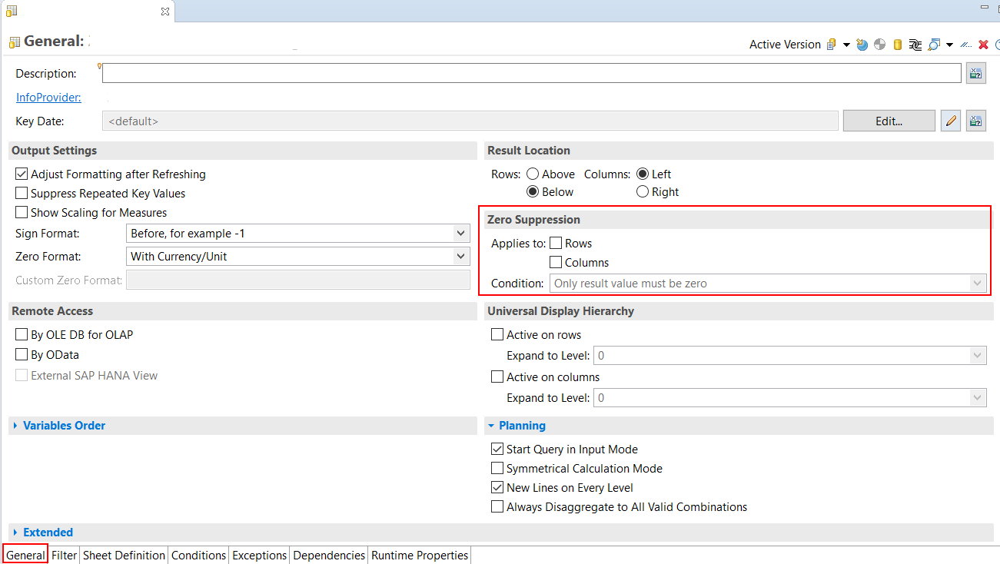 General:
Active Version
Description:
InfoProvider:
Key Date:
<default>
Edit...
Output Settings
Adjust Formatting after Refreshing
Suppress Repeated Key Values
Show Scaling for Measures
Sign Format:
Before, for example -1
Zero Format:
With Currency/Unit
Custom Zero Format:
Result Location
Rows: Above Columns: Left
Below Right
Zero Suppression
Applies to: Rows
Columns
Condition: Only result value must be zero
Remote Access
By OLE DB for OLAP
By OData
External SAP HANA View
Universal Display Hierarchy
Active on rows
Expand to Level: 0
Active on columns
Expand to Level: 0
Variables Order
Planning
Start Query in Input Mode
Symmetrical Calculation Mode
New Lines on Every Level
Always Disaggregate to All Valid Combinations
Extended
General Filter Sheet Definition Conditions Exceptions Dependencies Runtime Properties